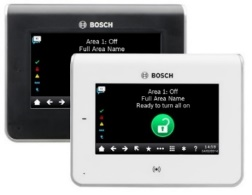 BOSCH
Area 1: Off
Full Area Name
BOSCH
Area 1: Off
Full Area Name
Ready to turn all on